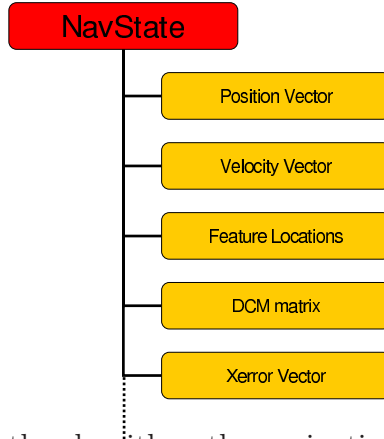 NavState
Position Vector
Velocity Vector
Feature Locations
DCM matrix
Xerror Vector